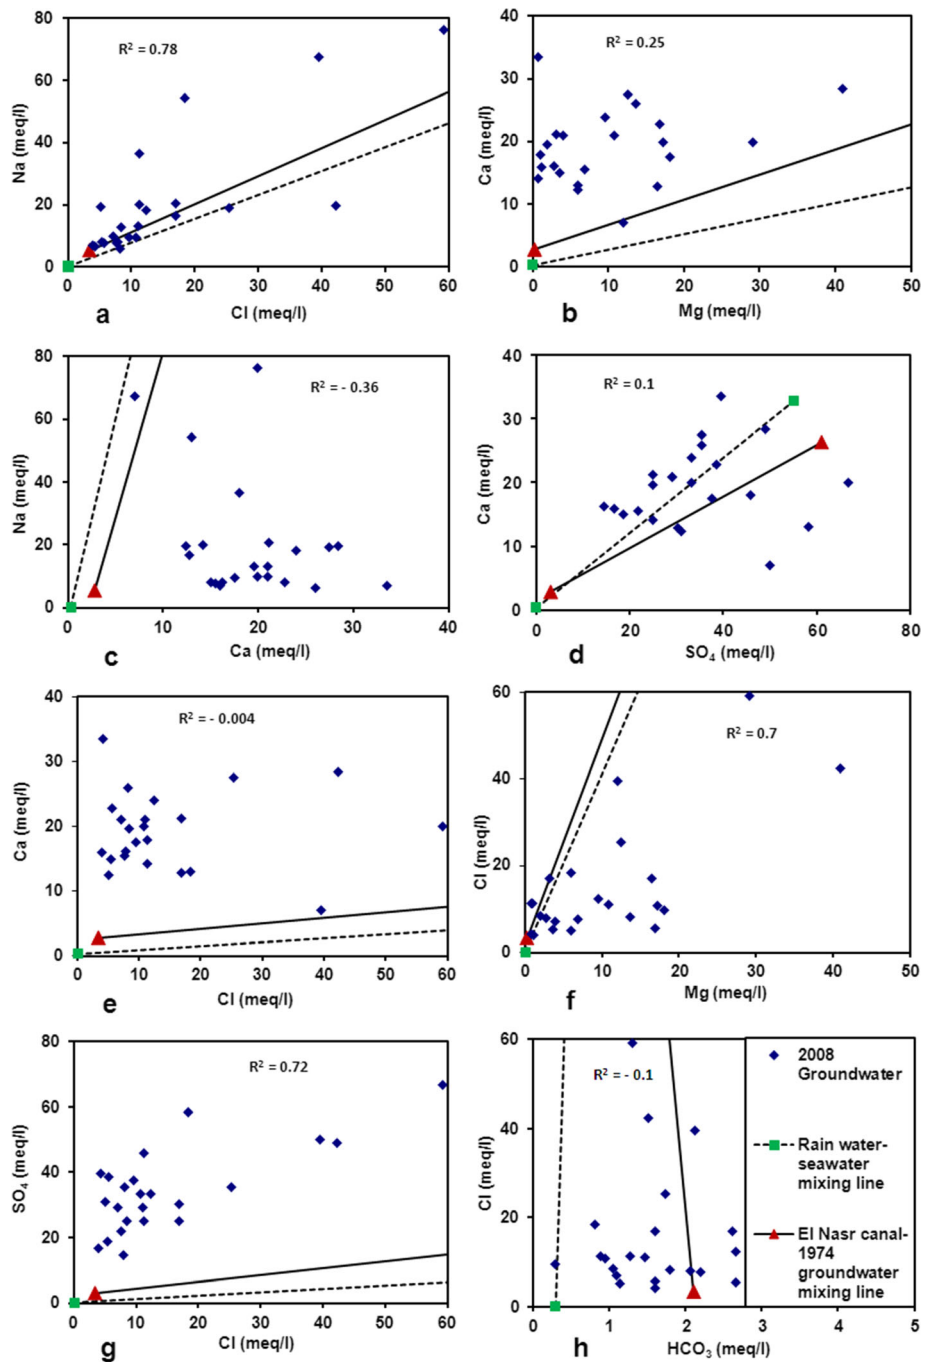 80
60
40
20
0
Na (meq/l)
R² = 0.78
0 10 20 30 40 50 60
Cl (meq/l)
a
40
30
20
10
0
Ca (meq/l)
R² = 0.25
0 10 20 30 40 50
Mg (meq/l)
b
80
60
40
20
0
Na (meq/l)
R² = - 0.36
0 10 20 30 40
Ca (meq/l)
c
40
30
20
10
0
Ca (meq/l)
R² = 0.1
0 20 40 60 80
SO₄ (meq/l)
d
40
30
20
10
0
Ca (meq/l)
R² = - 0.004
0 10 20 30 40 50 60
Cl (meq/l)
e
60
40
20
0
Cl (meq/l)
R² = 0.7
0 10 20 30 40 50
Mg (meq/l)
f
80
60
40
20
0
SO₄ (meq/l)
R² = 0.72
0 10 20 30 40 50 60
Cl (meq/l)
g
60
40
20
0
Cl (meq/l)
R² = - 0.1
0 1 2 3 4 5
HCO₃ (meq/l)
h
2008
Groundwater
Rain water-
seawater
mixing line
El Nasr canal-
1974
groundwater
mixing line